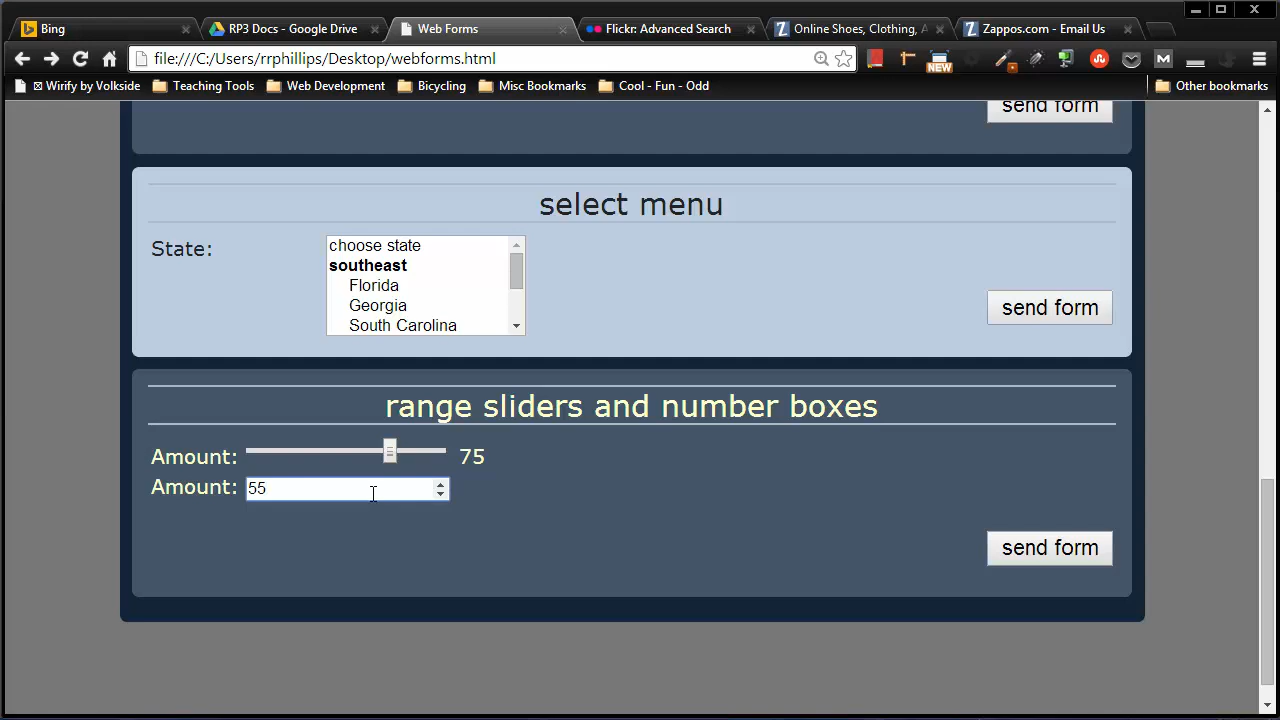 Bing
RP3 Docs - Google Drive
Web Forms
Flickr: Advanced Search
Online Shoes, Clothing, A
Zappos.com - Email Us
file:///C:/Users/rrphillips/Desktop/webforms.html
NEW
M
Wirify by Volkside
Teaching Tools
Web Development
Bicycling
Misc Bookmarks
Cool - Fun - Odd
Other bookmarks
send form
select menu
State:
choose state
southeast
Florida
Georgia
South Carolina
send form
range sliders and number boxes
Amount: 75
Amount: 55
send form